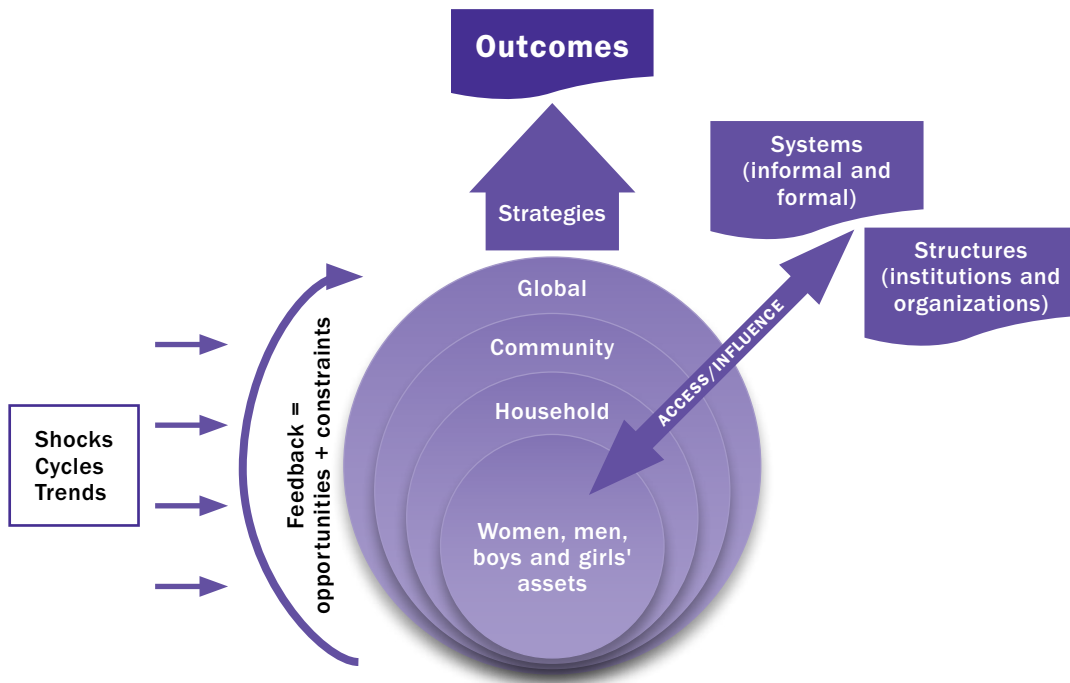 Outcomes
Systems
(informal and
formal)
Strategies
Structures
(institutions and
organizations)
Global
Community
Household
ACCESS/INFLUENCE
Women, men,
boys and girls'
assets
Feedback =
opportunities + constraints
Shocks
Cycles
Trends